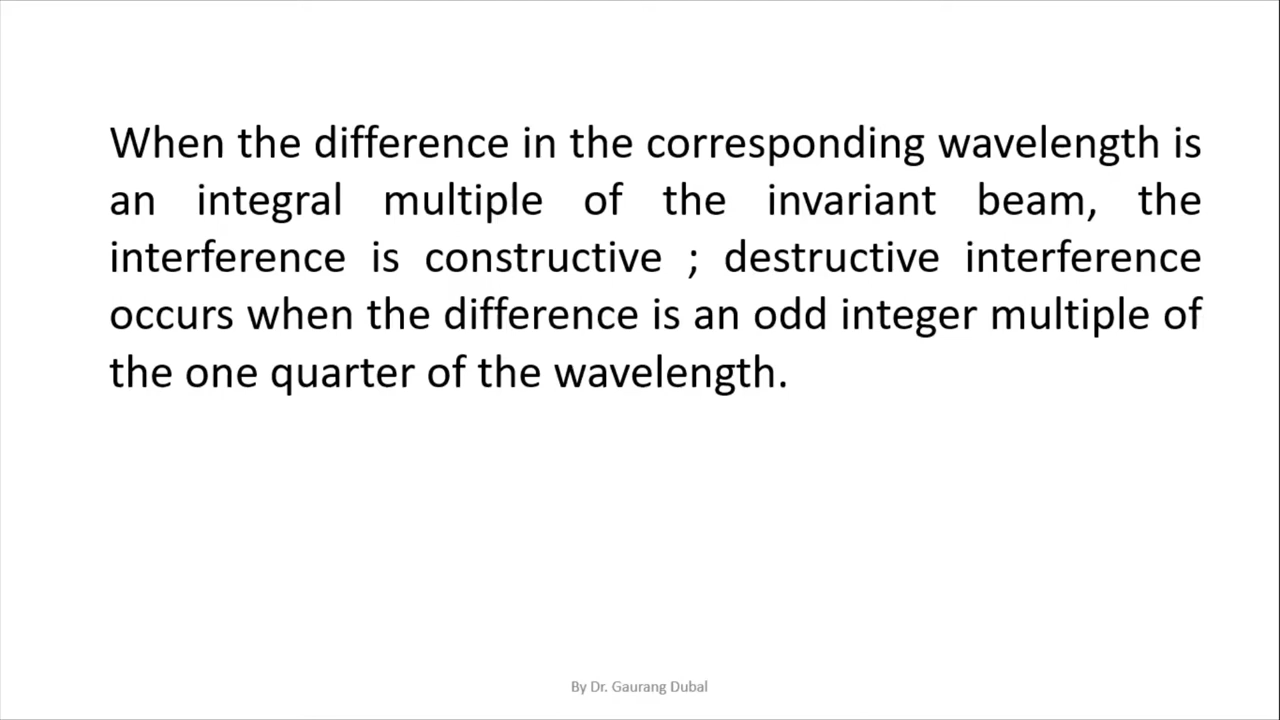 When the difference in the corresponding wavelength is
an integral multiple of the invariant beam, the
interference is constructive ; destructive interference
occurs when the difference is an odd integer multiple of
the one quarter of the wavelength.
By Dr. Gaurang Dubal